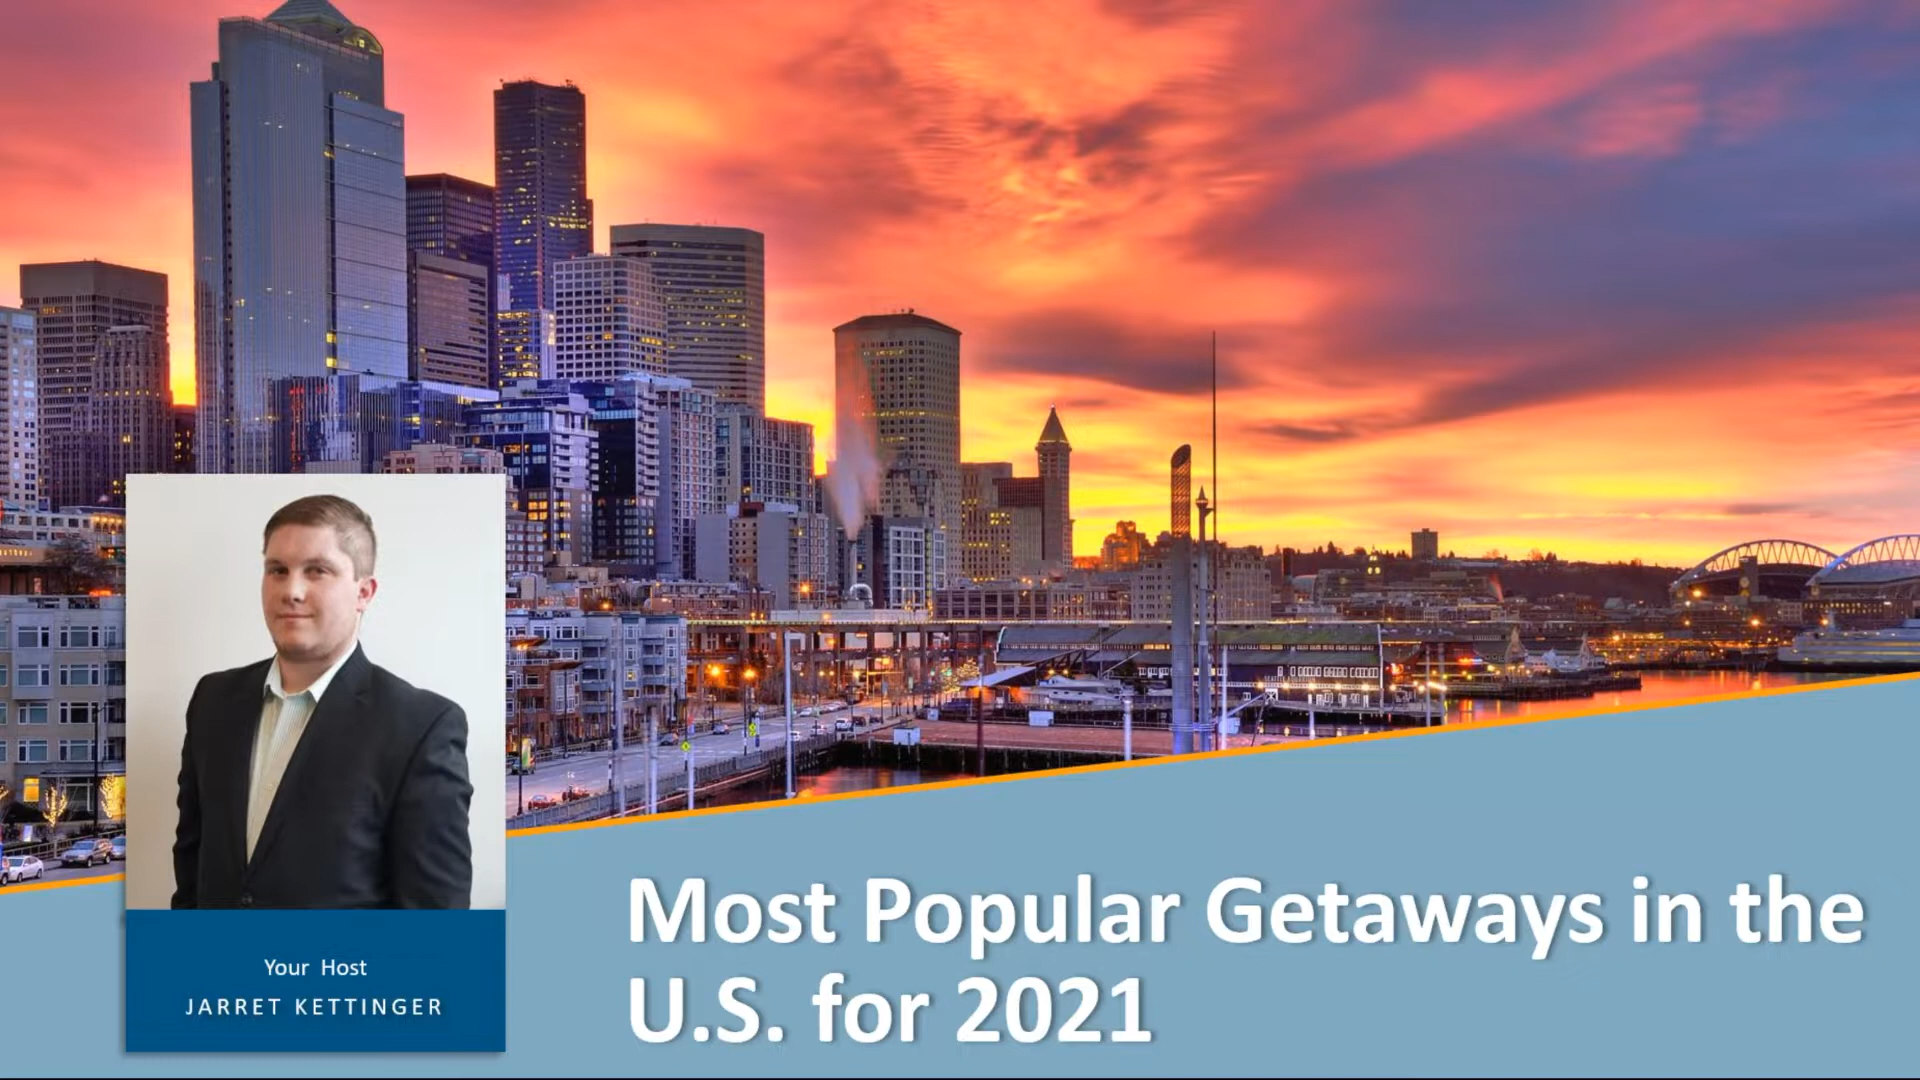 Your Host
JARRET KETTINGER
Most Popular Getaways in the
U.S. for 2021